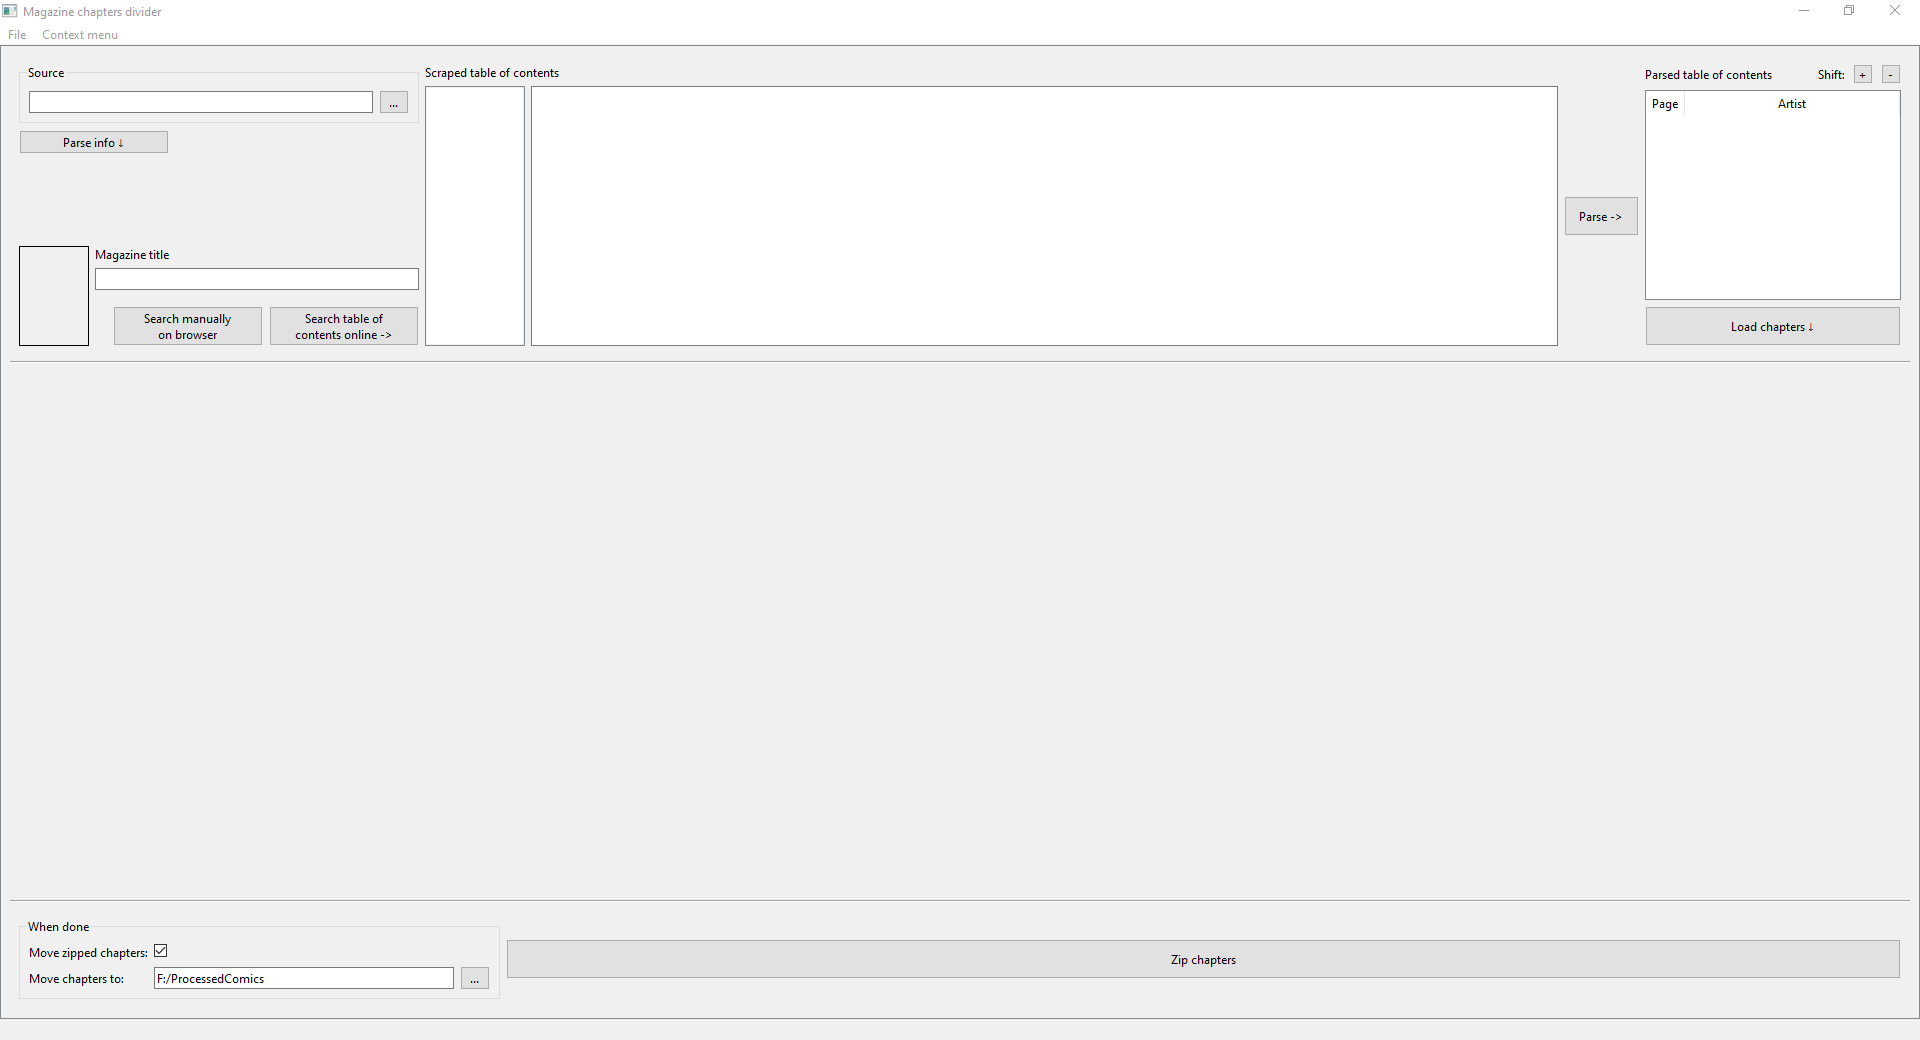 Magazine chapters divider
File Context menu
Source
...
Parse info ↓
Magazine title
Search manually
on browser
Search table of
contents online ->
Scraped table of contents
Parse ->
Parsed table of contents
Shift: + -
Page Artist
Load chapters ↓
When done
Move zipped chapters:
Move chapters to: F:/ProcessedComics ...
Zip chapters